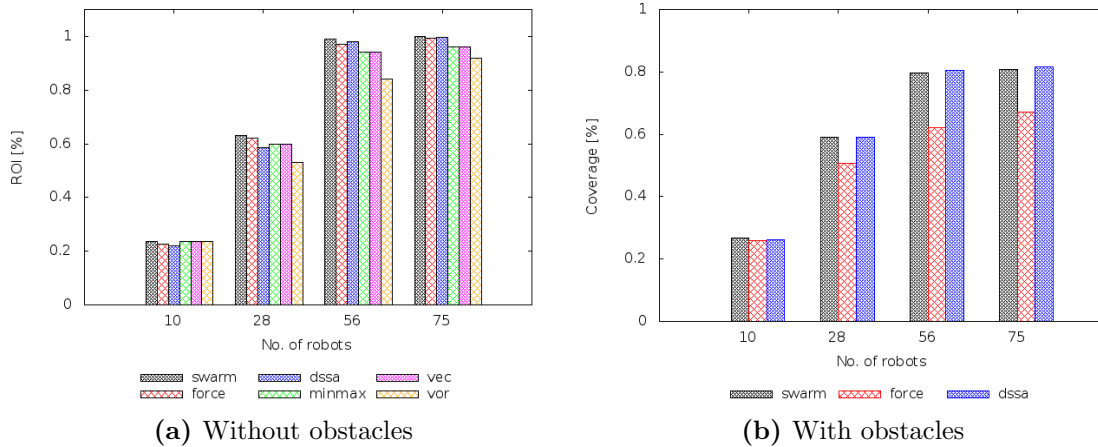 ROI [%]
1
0.8
0.6
0.4
0.2
0
10 28 56 75
No. of robots
swarm dssa vec
force minmax vor
(a) Without obstacles
Coverage [%]
1
0.8
0.6
0.4
0.2
0
10 28 56 75
No. of robots
swarm force dssa
(b) With obstacles